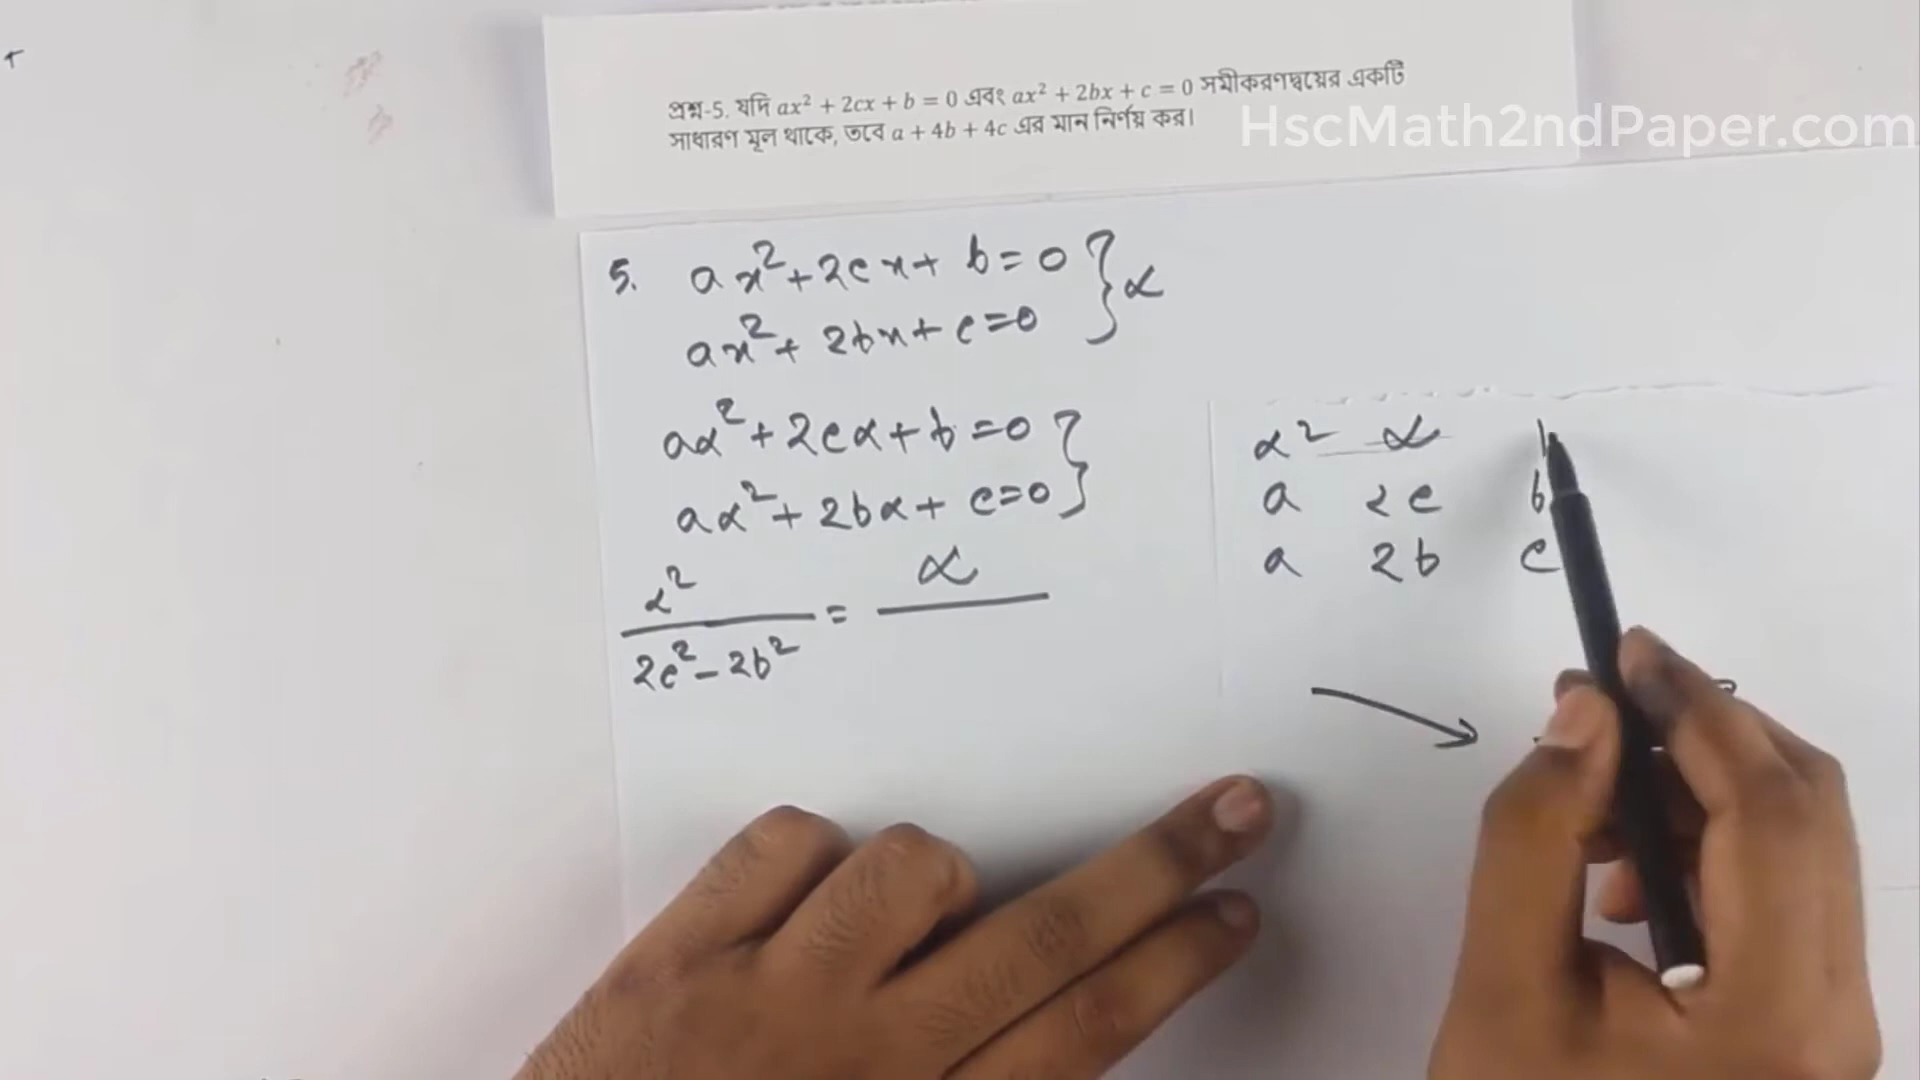 প্রশ্ন-5. যদি ax² + 2cx + b = 0 এবং ax² + 2bx + c = 0 সমীকরণদ্বয়ের একটি
সাধারণ মূল থাকে, তবে a + 4b + 4c এর মান নির্ণয় কর।
HscMath2ndPaper.com
5. ax² + 2cx + b = 0 } α
ax² + 2bx + c = 0
aα² + 2cα + b = 0 }
aα² + 2bα + c = 0
α² / 2c² - 2b² = α /
α² α 1
a 2c b
a 2b c